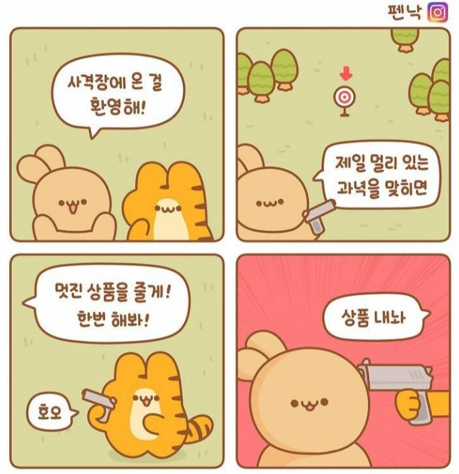 펜낙
사격장에 온 걸
환영해!
제일 멀리 있는
과녁을 맞히면
멋진 상품을 줄게!
한번 해봐!
호오
상품 내놔